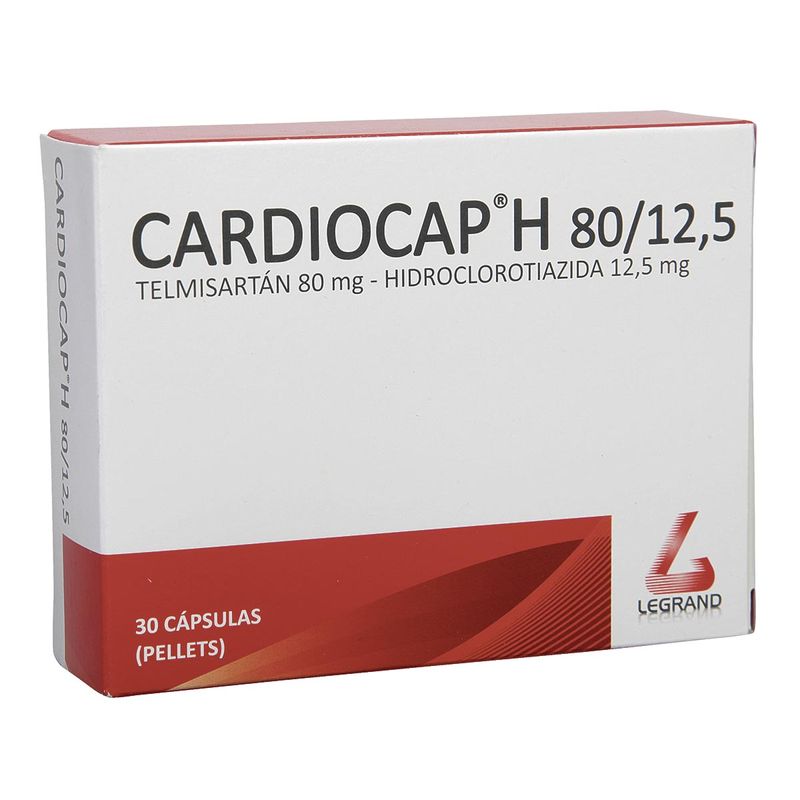 CARDIOCAP® H 80/12,5
TELMISARTÁN 80 mg - HIDROCLOROTIAZIDA 12,5 mg
CARDIOCAP® H 80/12,5
30 CÁPSULAS
(PELLETS)
LEGRAND